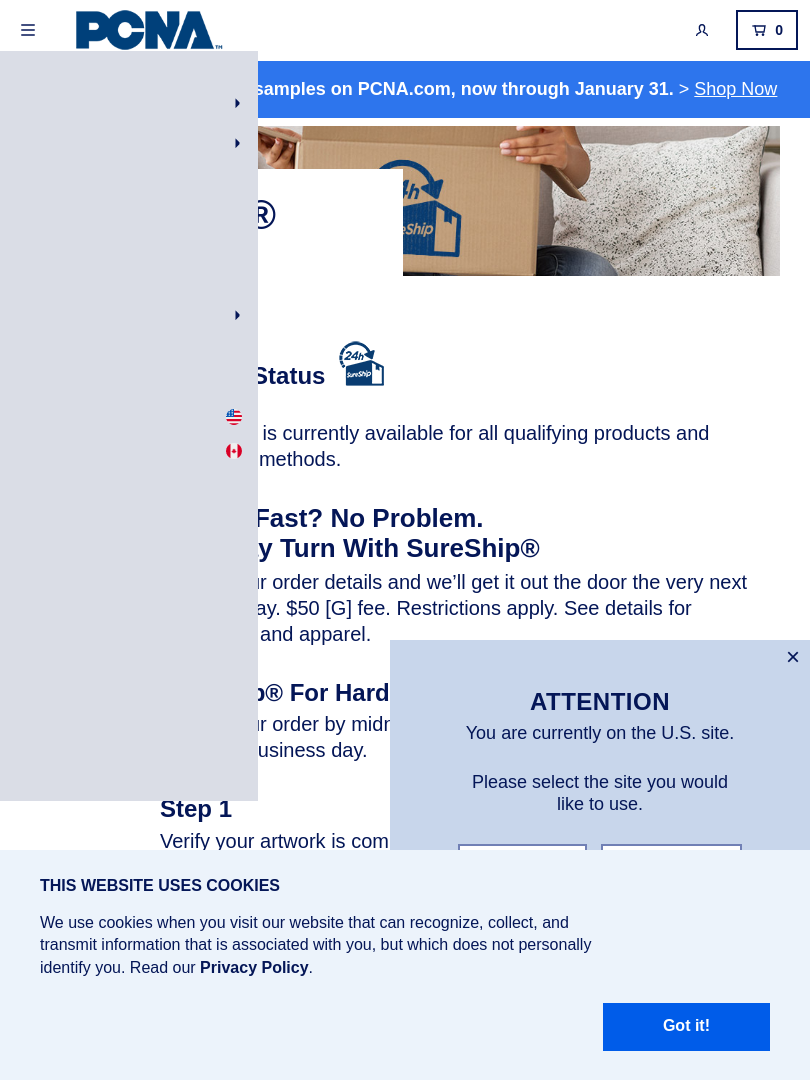 PCNA™
0
samples on PCNA.com, now through January 31. > Shop Now
®
Status
24h
SureShip
is currently available for all qualifying products and
methods.
Fast? No Problem.
Turn With SureShip®
order details and we’ll get it out the door the very next
$50 [G] fee. Restrictions apply. See details for
and apparel.
® For Hard
order by
day.
ATTENTION
You are currently on the U.S. site.
Please select the site you would
like to use.
Step 1
Verify your artwork is
THIS WEBSITE USES COOKIES
We use cookies when you visit our website that can recognize, collect, and
transmit information that is associated with you, but which does not personally
identify you. Read our Privacy Policy.
Got it!